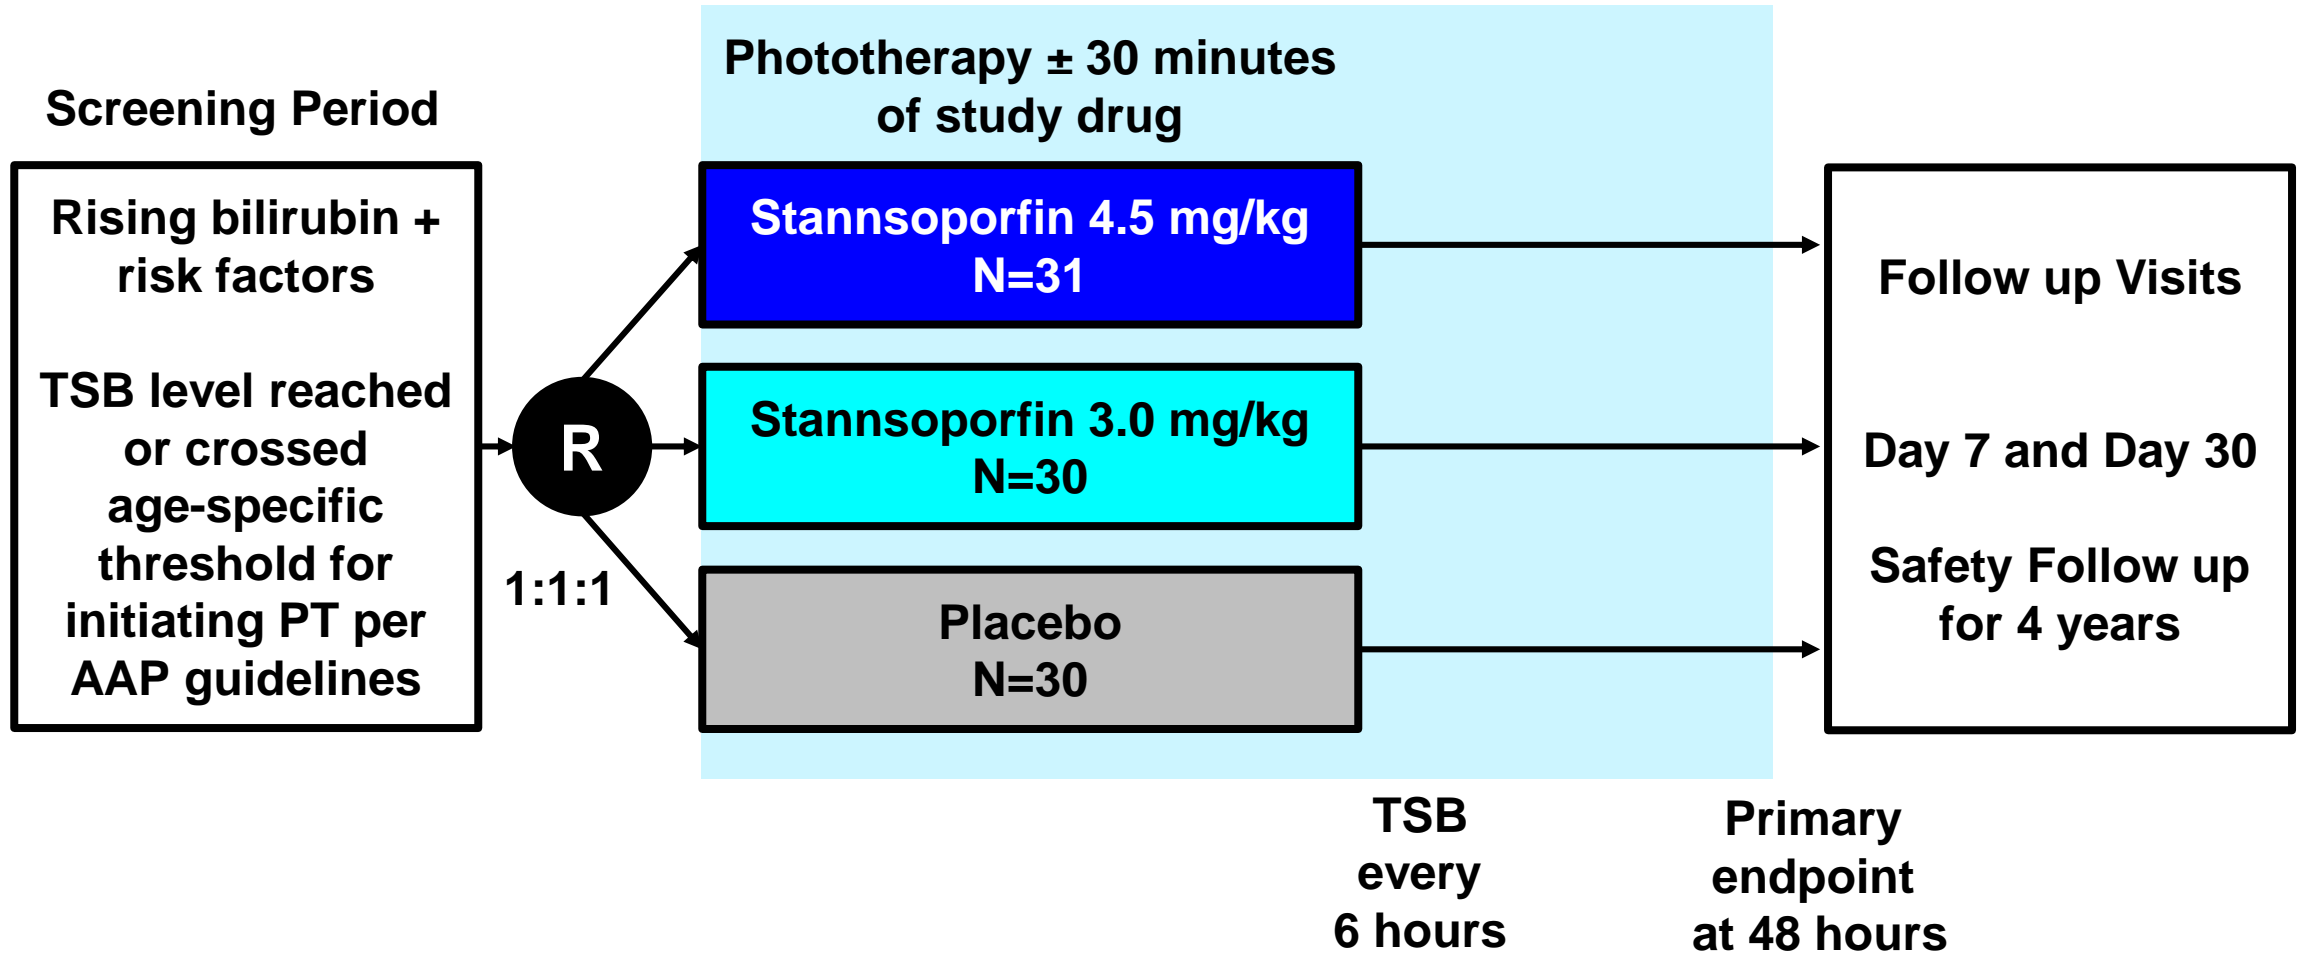 Screening Period
Rising bilirubin +
risk factors
TSB level reached
or crossed
age-specific
threshold for
initiating PT per
AAP guidelines
R
1:1:1
Phototherapy ± 30 minutes
of study drug
Stannsoporfin 4.5 mg/kg
N=31
Stannsoporfin 3.0 mg/kg
N=30
Placebo
N=30
TSB
every
6 hours
Primary
endpoint
at 48 hours
Follow up Visits
Day 7 and Day 30
Safety Follow up
for 4 years